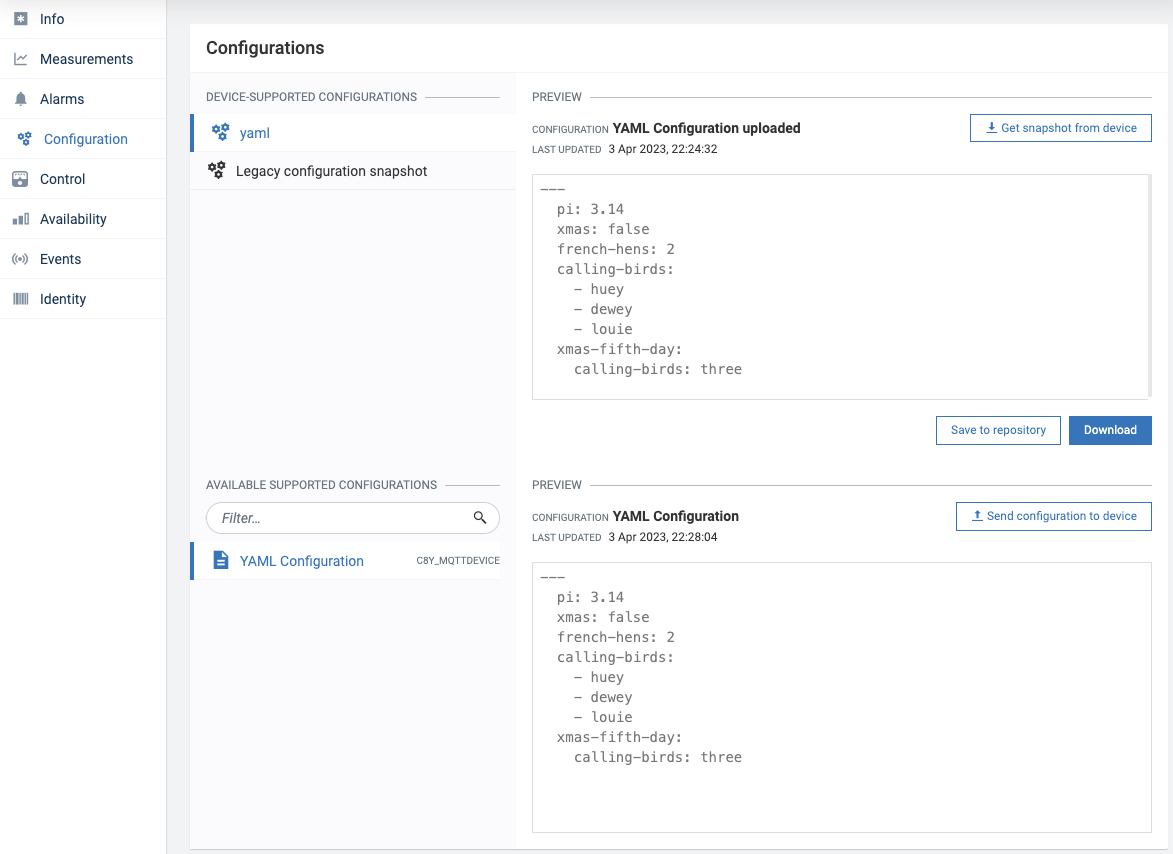 Info
Measurements
Alarms
Configuration
Control
Availability
Events
Identity
Configurations
DEVICE-SUPPORTED CONFIGURATIONS
yaml
Legacy configuration snapshot
PREVIEW
CONFIGURATION YAML Configuration uploaded
LAST UPDATED 3 Apr 2023, 22:24:32
Get snapshot from device
---
  pi: 3.14
  xmas: false
  french-hens: 2
  calling-birds:
    - huey
    - dewey
    - louie
  xmas-fifth-day:
    calling-birds: three
Save to repository
Download
AVAILABLE SUPPORTED CONFIGURATIONS
Filter...
YAML Configuration C8Y_MQTTDEVICE
PREVIEW
CONFIGURATION YAML Configuration
LAST UPDATED 3 Apr 2023, 22:28:04
Send configuration to device
---
  pi: 3.14
  xmas: false
  french-hens: 2
  calling-birds:
    - huey
    - dewey
    - louie
  xmas-fifth-day:
    calling-birds: three